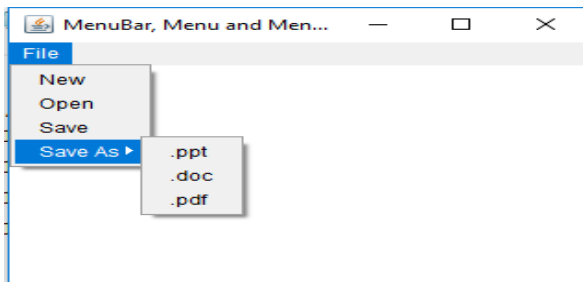 MenuBar, Menu and Men...
File
New
Open
Save
Save As
.ppt
.doc
.pdf